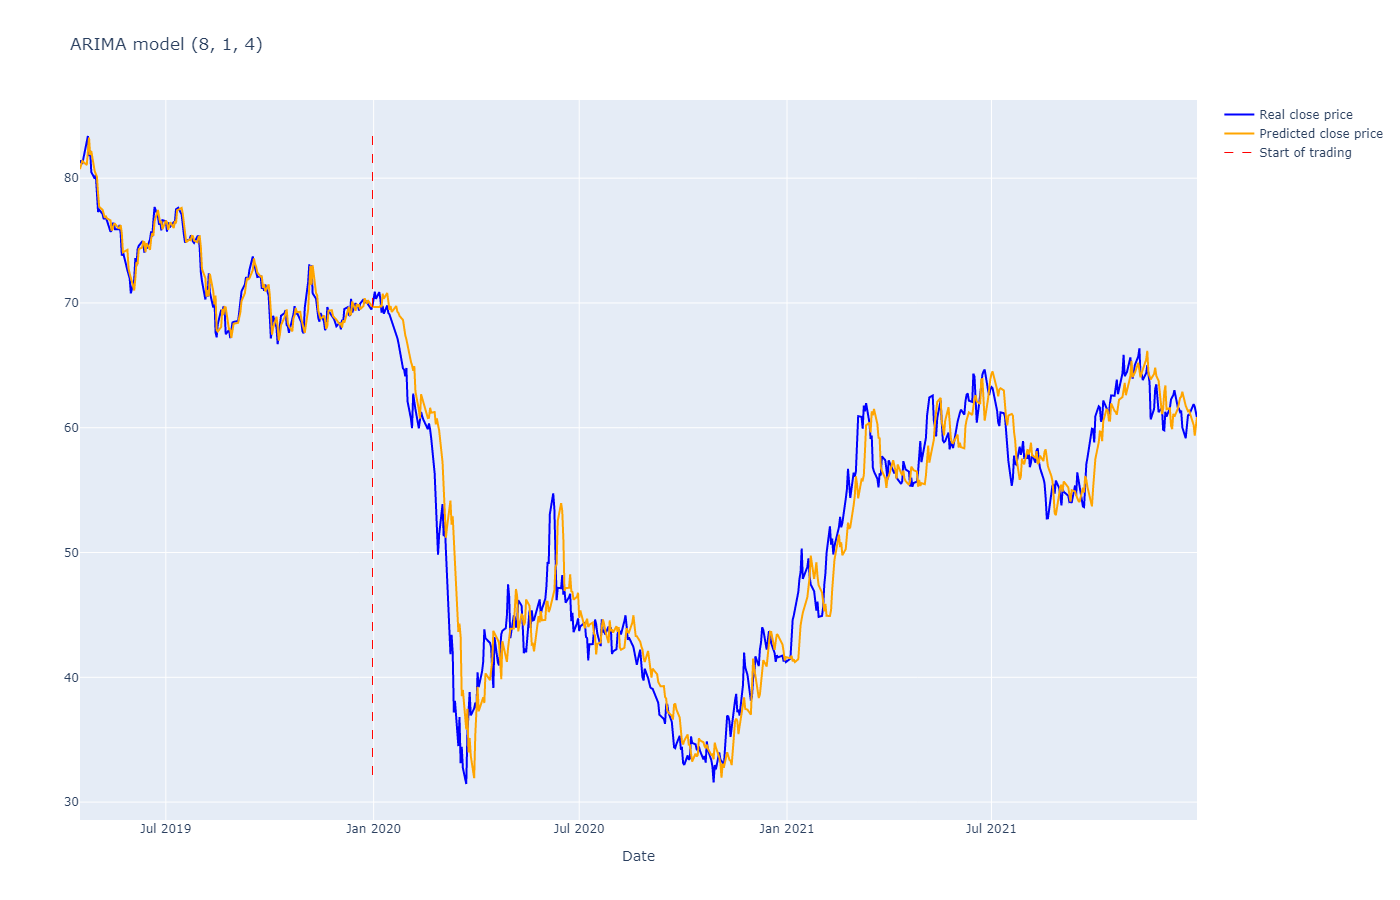 ARIMA model (8, 1, 4)
Real close price
Predicted close price
Start of trading
80
70
60
50
40
30
Jul 2019
Jan 2020
Jul 2020
Jan 2021
Jul 2021
Date